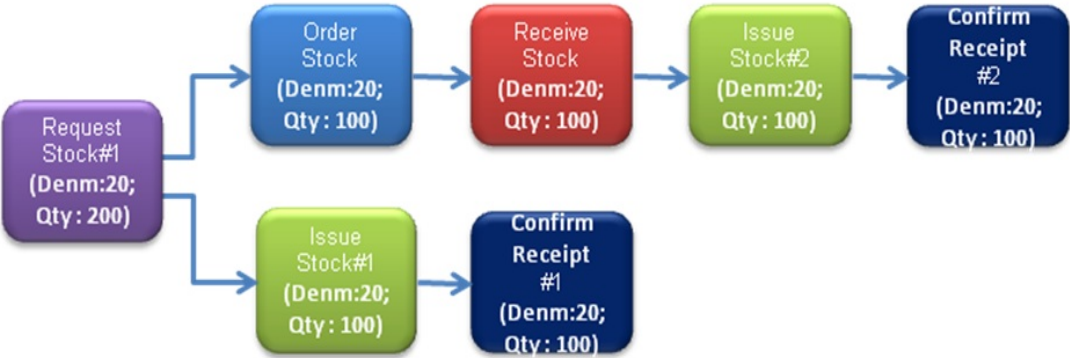 Request
Stock#1
(Denm:20;
Qty : 200)
Order
Stock
(Denm:20;
Qty : 100)
Receive
Stock
(Denm:20;
Qty : 100)
Issue
Stock#2
(Denm:20;
Qty : 100)
Confirm
Receipt
#2
(Denm:20;
Qty : 100)
Issue
Stock#1
(Denm:20;
Qty : 100)
Confirm
Receipt
#1
(Denm:20;
Qty : 100)